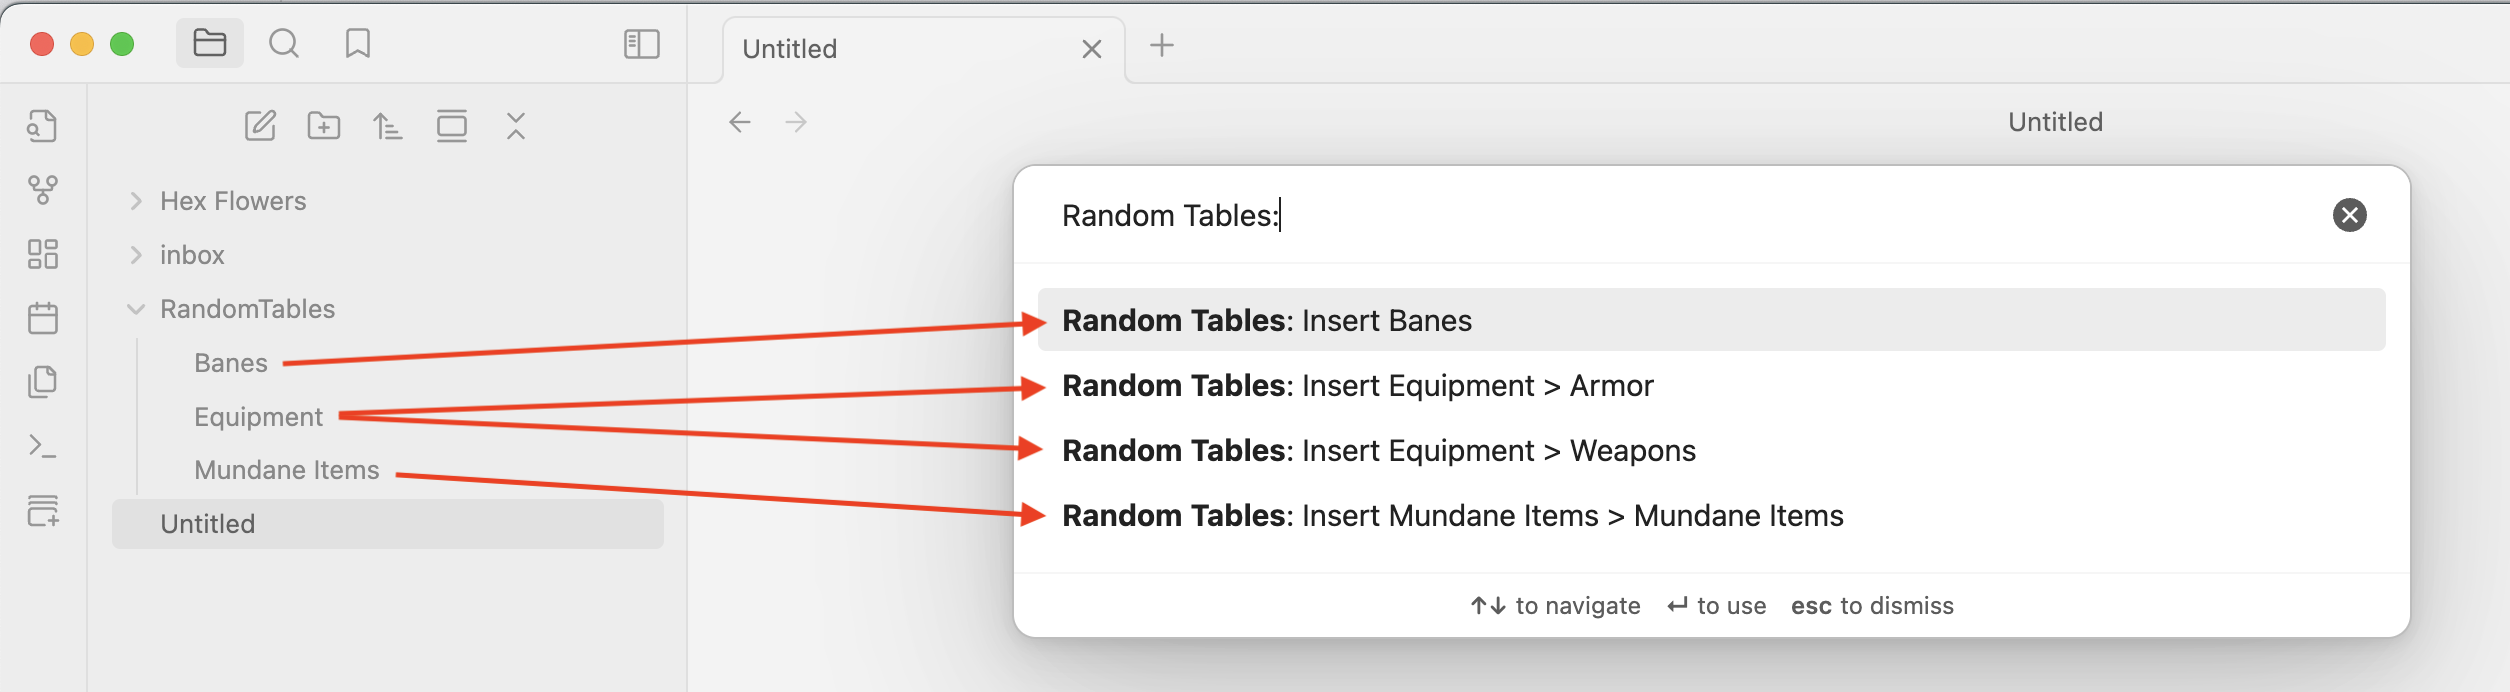 Untitled
Untitled
Hex Flowers
inbox
RandomTables
Banes
Equipment
Mundane Items
Untitled
Random Tables:
Random Tables: Insert Banes
Random Tables: Insert Equipment > Armor
Random Tables: Insert Equipment > Weapons
Random Tables: Insert Mundane Items > Mundane Items
↑↓ to navigate ↵ to use esc to dismiss